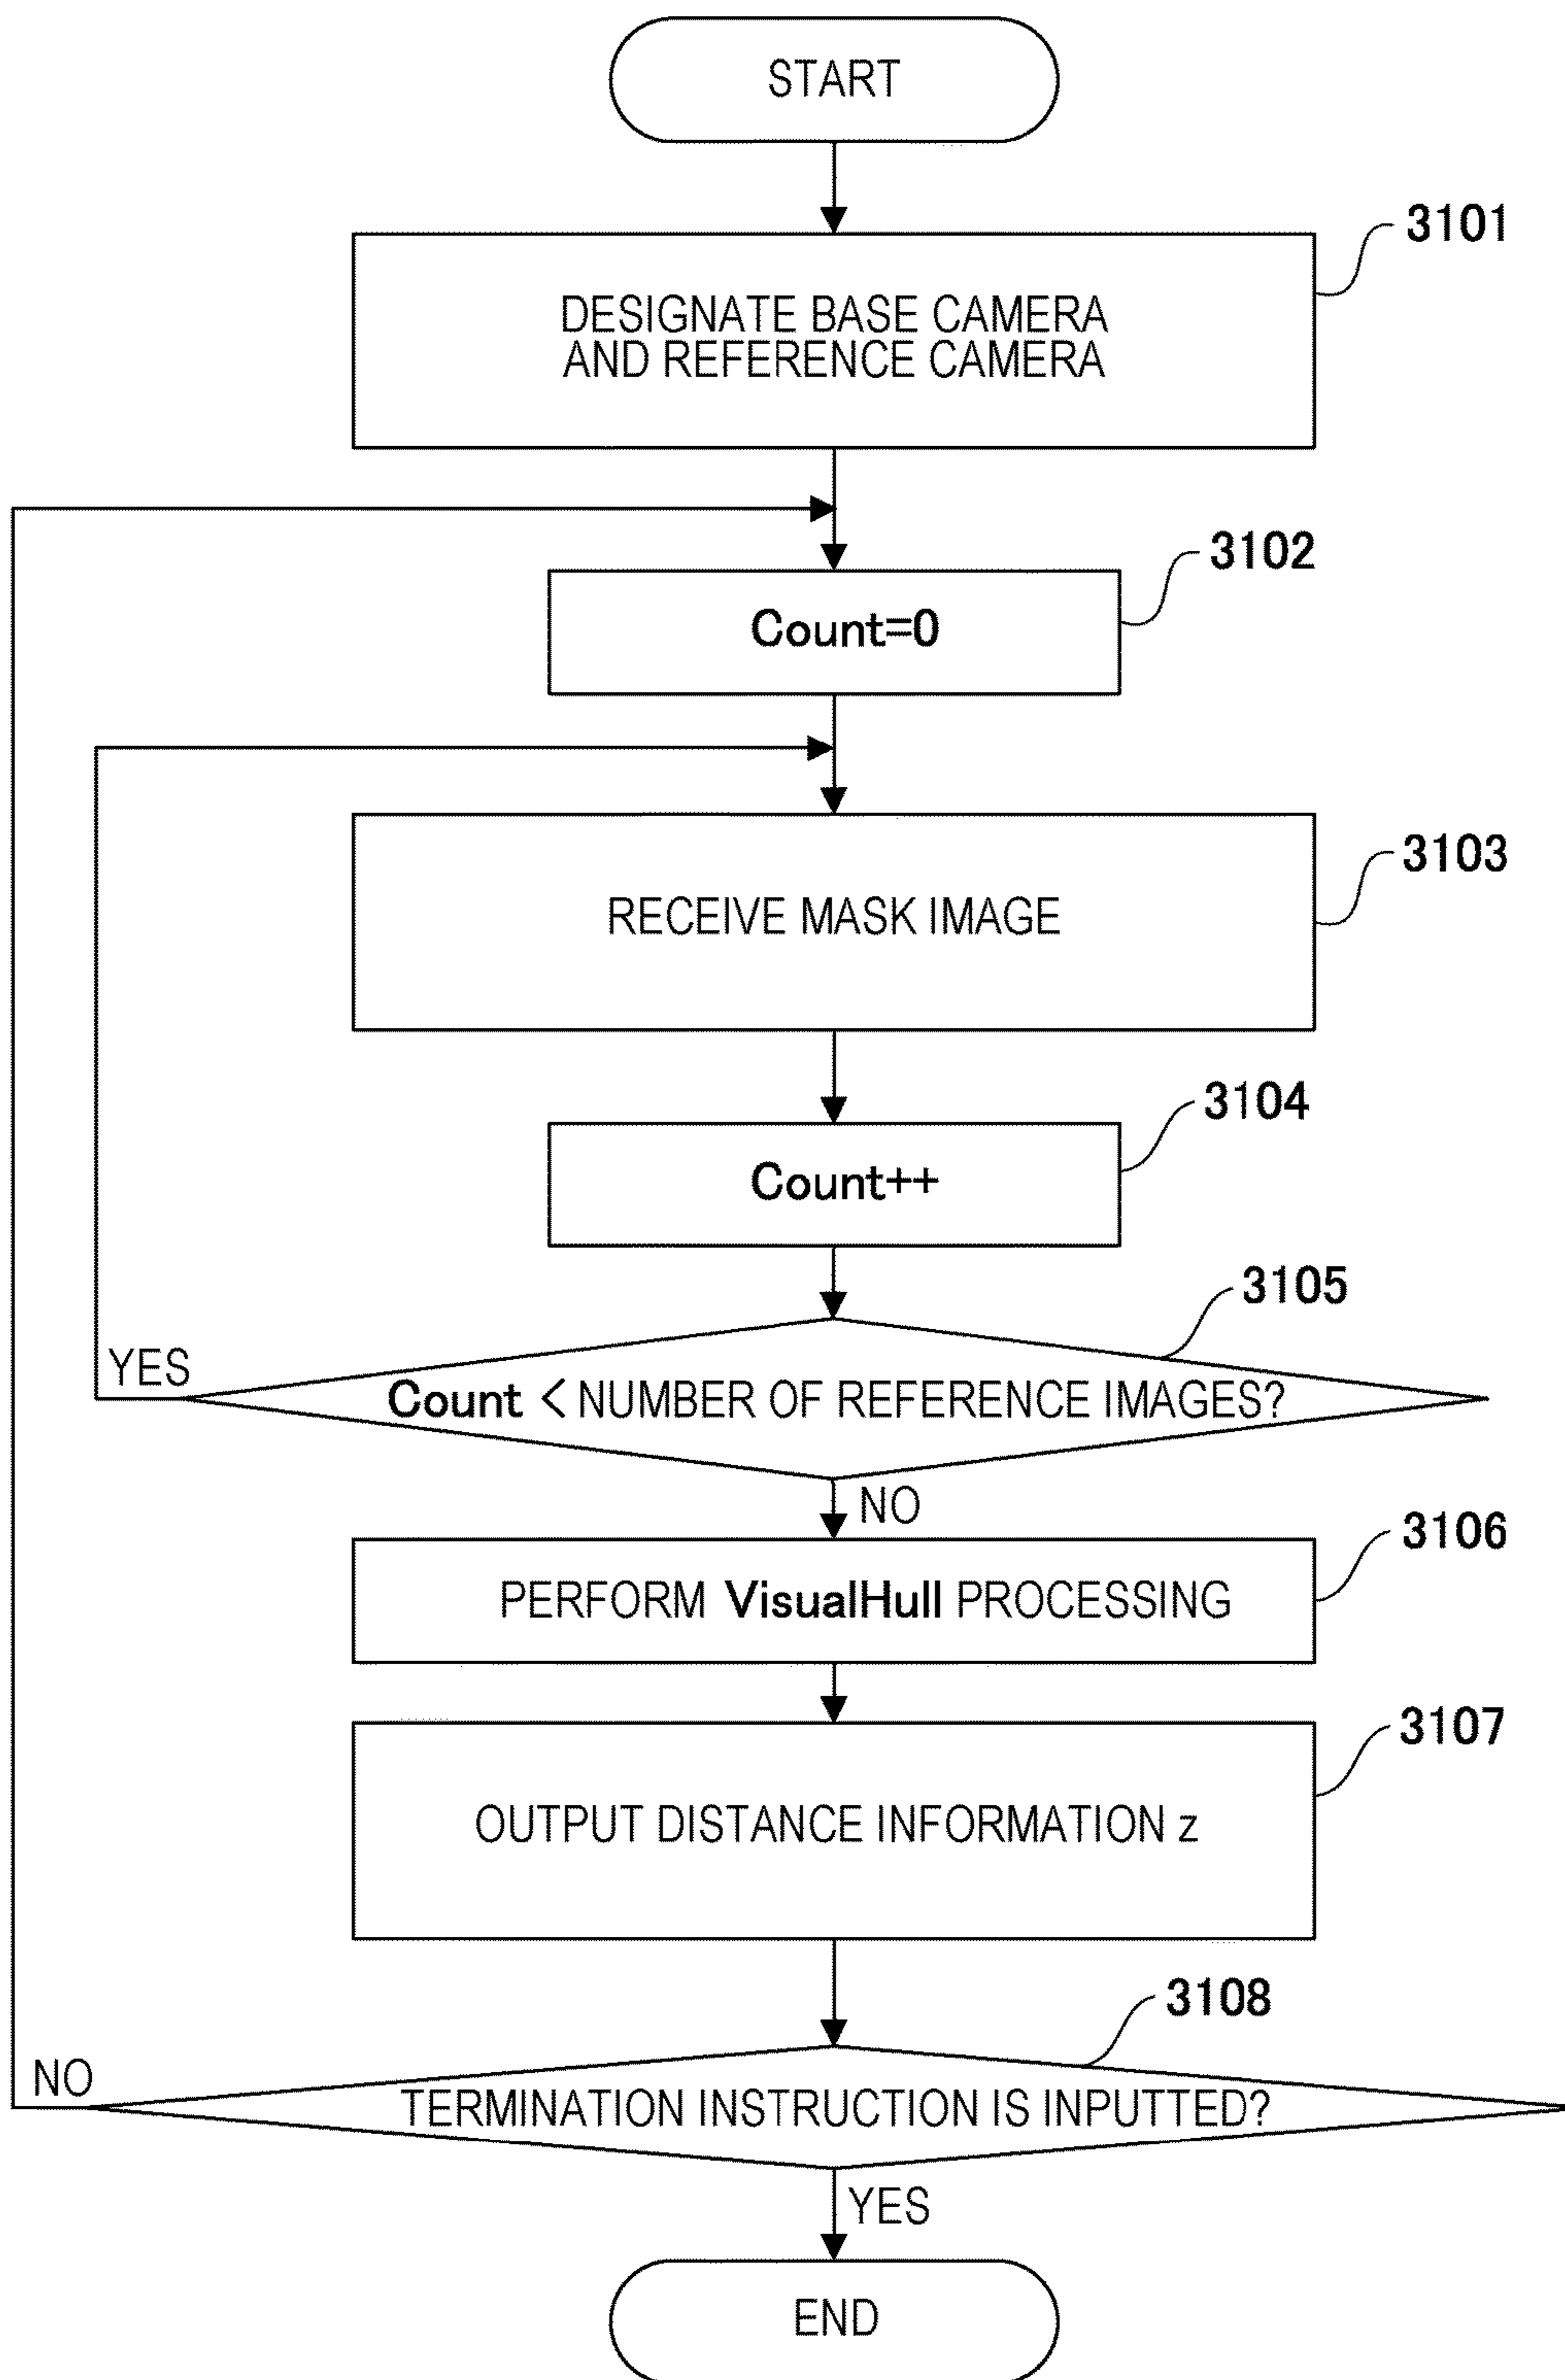 START
3101
DESIGNATE BASE CAMERA
AND REFERENCE CAMERA
3102
Count=0
3103
RECEIVE MASK IMAGE
3104
Count++
3105
YES
Count < NUMBER OF REFERENCE IMAGES?
NO
3106
PERFORM VisualHull PROCESSING
3107
OUTPUT DISTANCE INFORMATION z
3108
NO
TERMINATION INSTRUCTION IS INPUTTED?
YES
END